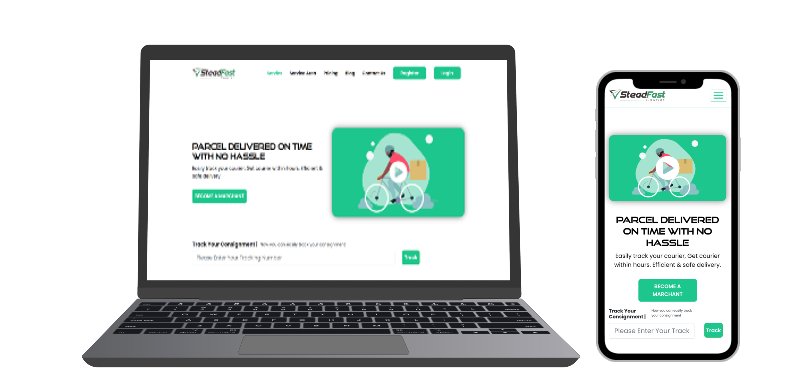 SteadFast
Service Service Area Pricing Blog Contact Us Register Login
PARCEL DELIVERED ON TIME
WITH NO HASSLE
Easily track your courier, Get courier within hours. Efficient &
safe delivery.
BECOME A MARCHANT
Track Your Consignment | Now you can easily track your consignment
Please Enter Your Tracking number
Track
SteadFast
PARCEL DELIVERED
ON TIME WITH NO
HASSLE
Easily track your courier, Get courier
within hours. Efficient & safe delivery.
BECOME A
MARCHANT
Track Your
Consignment |
Now you can easily track
your consignment
Please Enter Your Track
Track